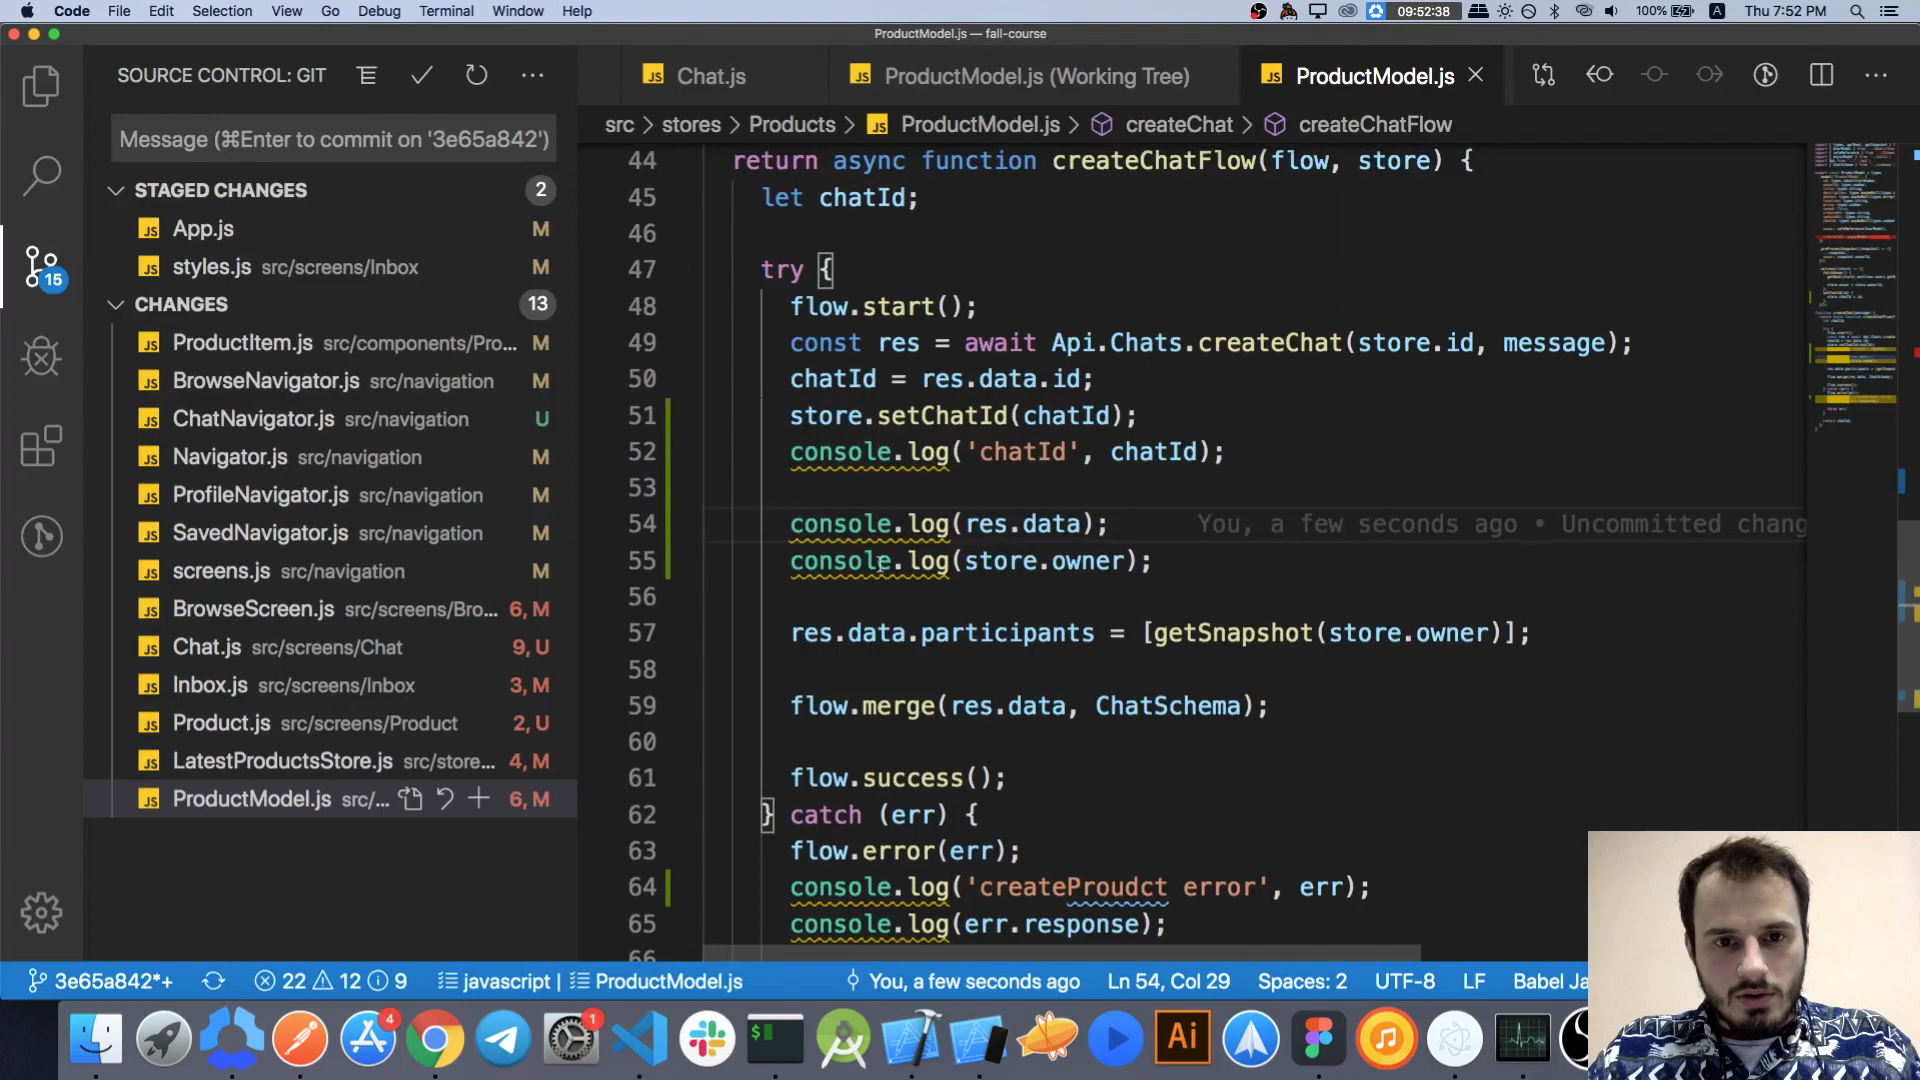 Code File Edit Selection View Go Debug Terminal Window Help 09:52:38 100% A Thu 7:52 PM
ProductModel.js — fall-course
SOURCE CONTROL: GIT
Chat.js ProductModel.js (Working Tree) ProductModel.js
Message (⌘Enter to commit on '3e65a842')
src > stores > Products > ProductModel.js > createChat > createChatFlow
STAGED CHANGES 2
App.js M
styles.js src/screens/Inbox M
CHANGES 13
15
ProductItem.js src/components/Pro... M
BrowseNavigator.js src/navigation M
ChatNavigator.js src/navigation U
Navigator.js src/navigation M
ProfileNavigator.js src/navigation M
SavedNavigator.js src/navigation M
screens.js src/navigation M
BrowseScreen.js src/screens/Bro... 6, M
Chat.js src/screens/Chat 9, U
Inbox.js src/screens/Inbox 3, M
Product.js src/screens/Product 2, U
LatestProductsStore.js src/store... 4, M
ProductModel.js src/... 6, M
44 return async function createChatFlow(flow, store) {
45 let chatId;
46
47 try {
48 flow.start();
49 const res = await Api.Chats.createChat(store.id, message);
50 chatId = res.data.id;
51 store.setChatId(chatId);
52 console.log('chatId', chatId);
53
54 console.log(res.data); You, a few seconds ago • Uncommitted chang
55 console.log(store.owner);
56
57 res.data.participants = [getSnapshot(store.owner)];
58
59 flow.merge(res.data, ChatSchema);
60
61 flow.success();
62 } catch (err) {
63 flow.error(err);
64 console.log('createProudct error', err);
65 console.log(err.response);
66
3e65a842*+ 22 12 9 javascript | ProductModel.js You, a few seconds ago Ln 54, Col 29 Spaces: 2 UTF-8 LF Babel Ja
4 1 $ Ai